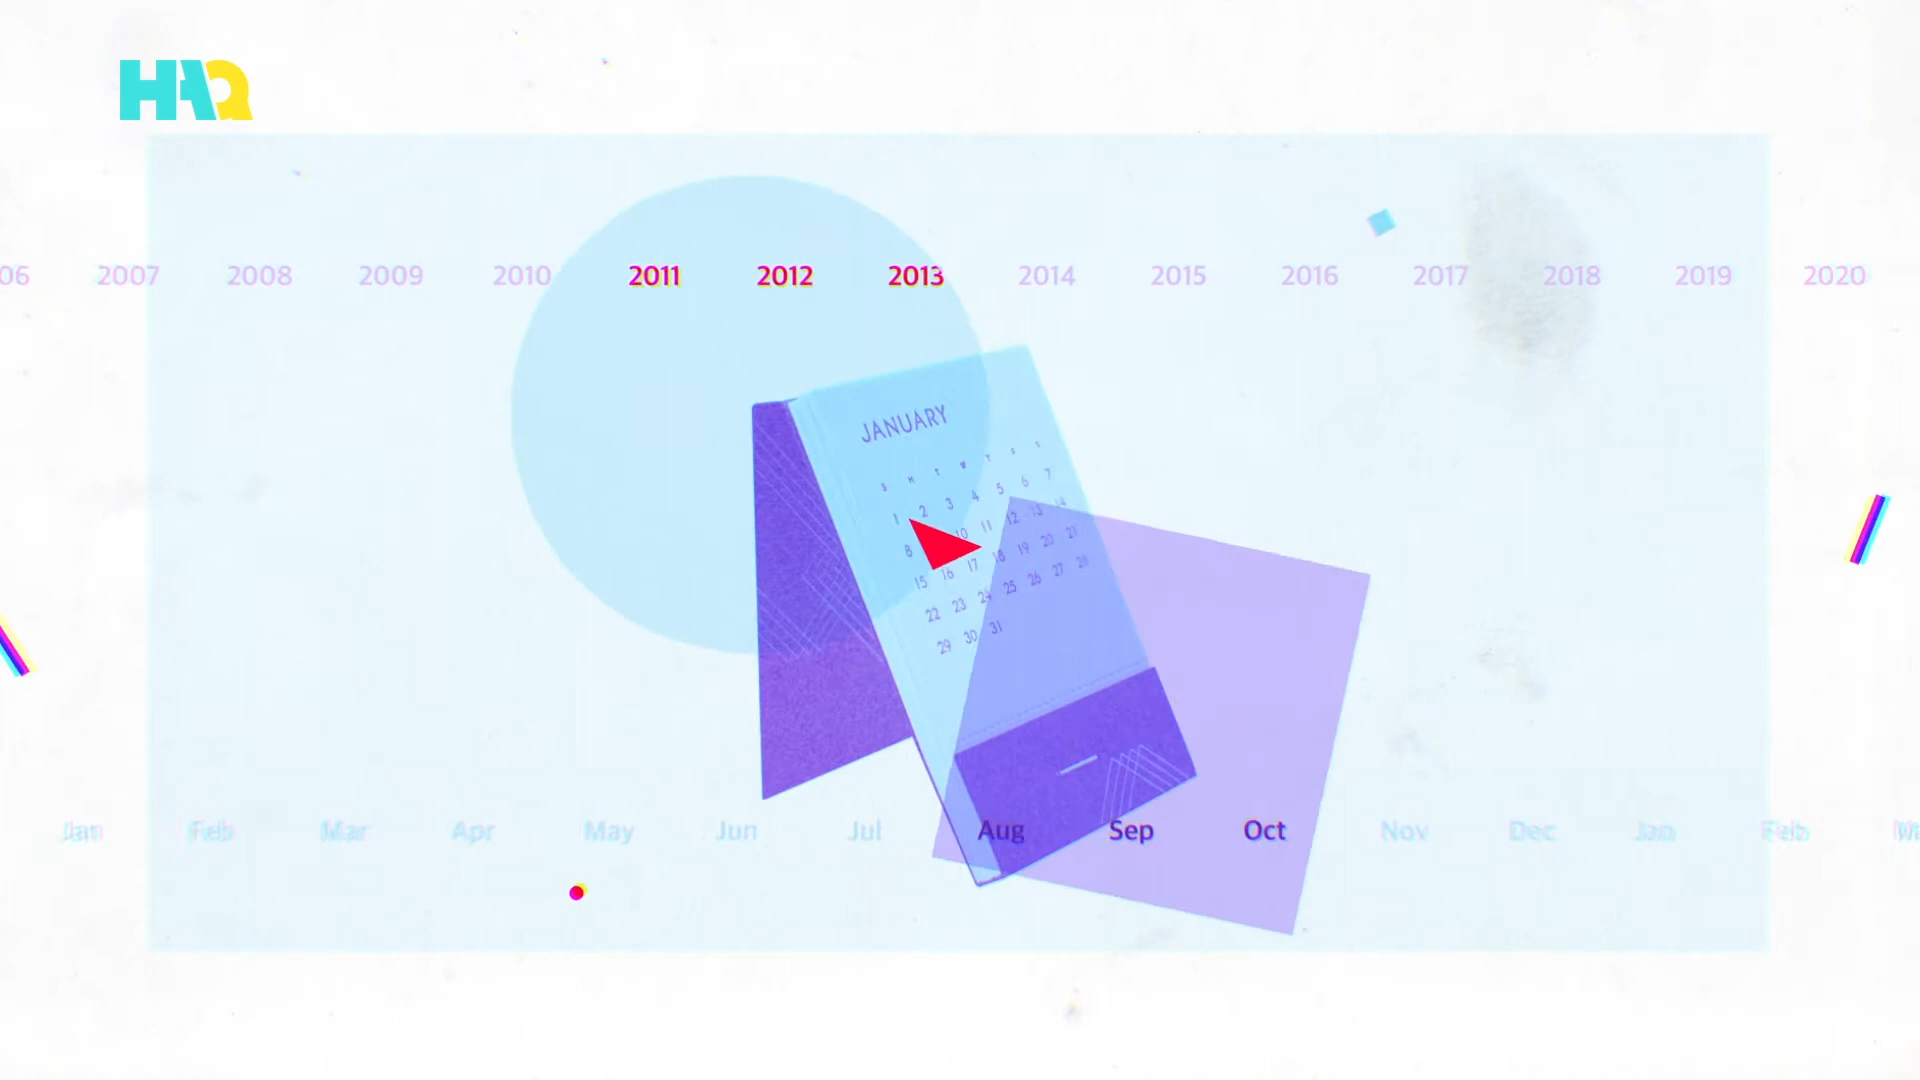 HAQ
06 2007 2008 2009 2010 2011 2012 2013 2014 2015 2016 2017 2018 2019 2020
JANUARY
S M T W T F S
1 2 3 4 5 6 7
8 10 11 12 13 14
15 16 17 18 19 20 21
22 23 24 25 26 27 28
29 30 31
Jan Feb Mar Apr May Jun Jul Aug Sep Oct Nov Dec Jan Feb